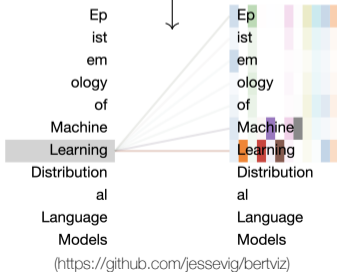 Ep Ep
ist ist
em em
ology ology
of of
Machine Machine
Learning Learning
Distribution Distribution
al al
Language Language
Models Models
(https://github.com/jessevig/bertviz)